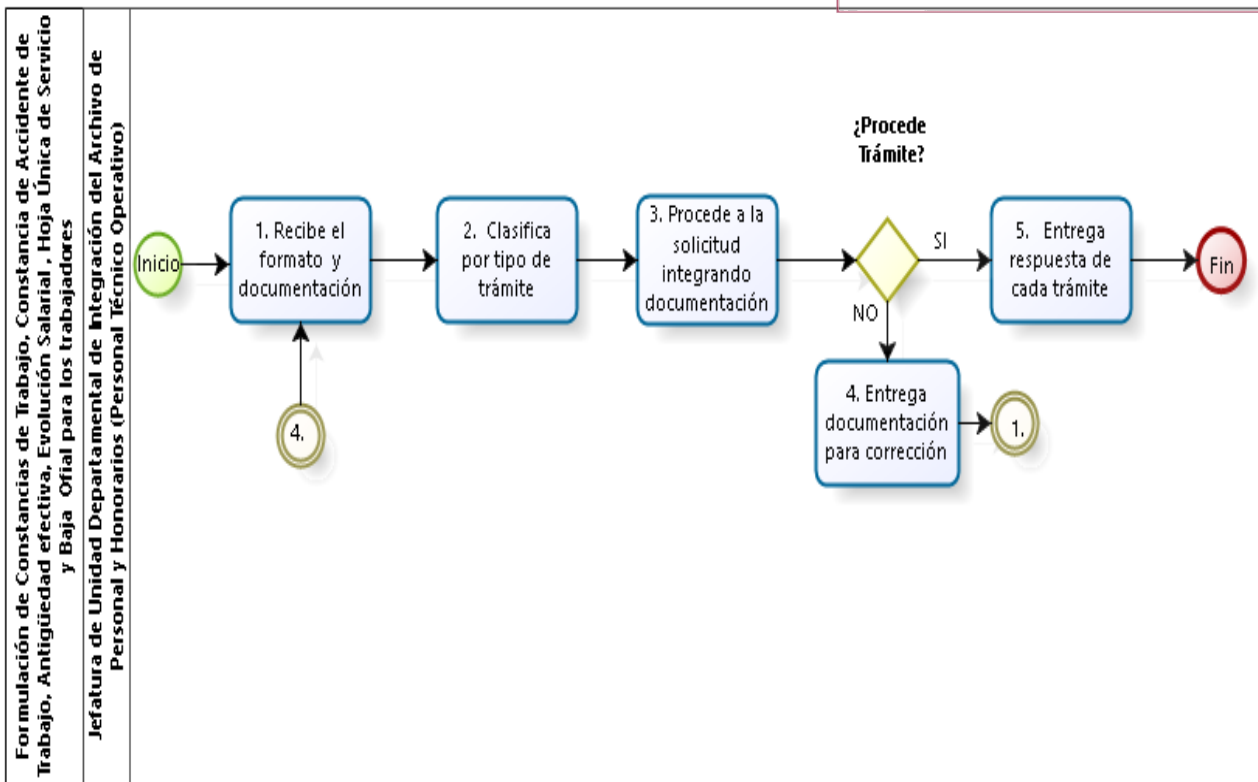 Formulación de Constancias de Trabajo, Constancia de Accidente de
Trabajo, Antigüedad efectiva, Evolución Salarial , Hoja Única de Servicio
y Baja Ofial para los trabajadores
Jefatura de Unidad Departamental de Integración del Archivo de
Personal y Honorarios (Personal Técnico Operativo)
Inicio
1. Recibe el
formato y
documentación
4.
2. Clasifica
por tipo de
trámite
3. Procede a la
solicitud
integrando
documentación
¿Procede
Trámite?
SI
NO
4. Entrega
documentación
para corrección
1.
5. Entrega
respuesta de
cada trámite
Fin